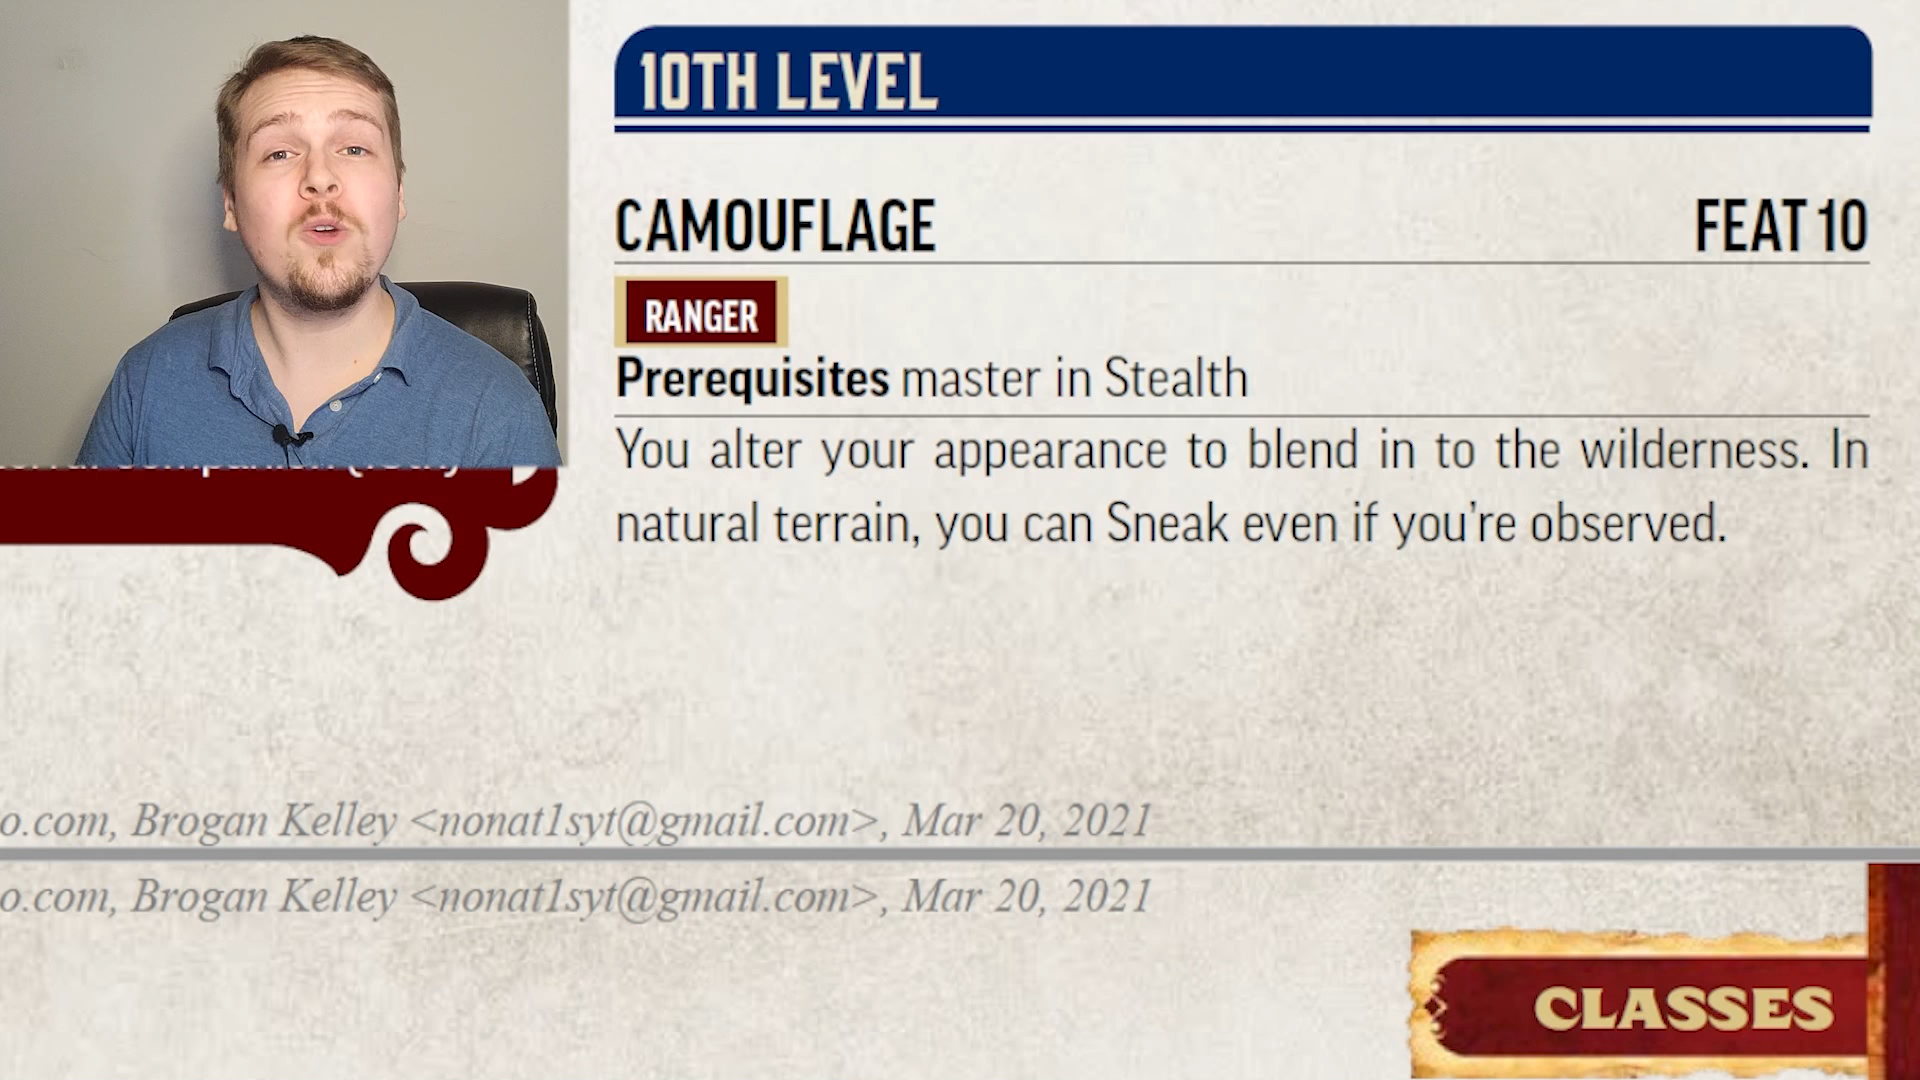 10TH LEVEL
CAMOUFLAGE FEAT 10
RANGER
Prerequisites master in Stealth
You alter your appearance to blend in to the wilderness. In
natural terrain, you can Sneak even if you're observed.
o.com, Brogan Kelley <nonat1syt@gmail.com>, Mar 20, 2021
o.com, Brogan Kelley <nonat1syt@gmail.com>, Mar 20, 2021
CLASSES